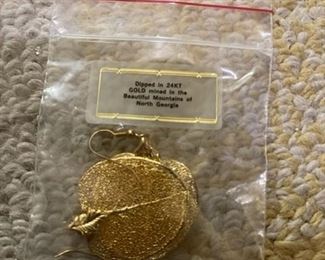 Dipped in 24KT
GOLD mined in the
Beautiful Mountains of
North Georgia